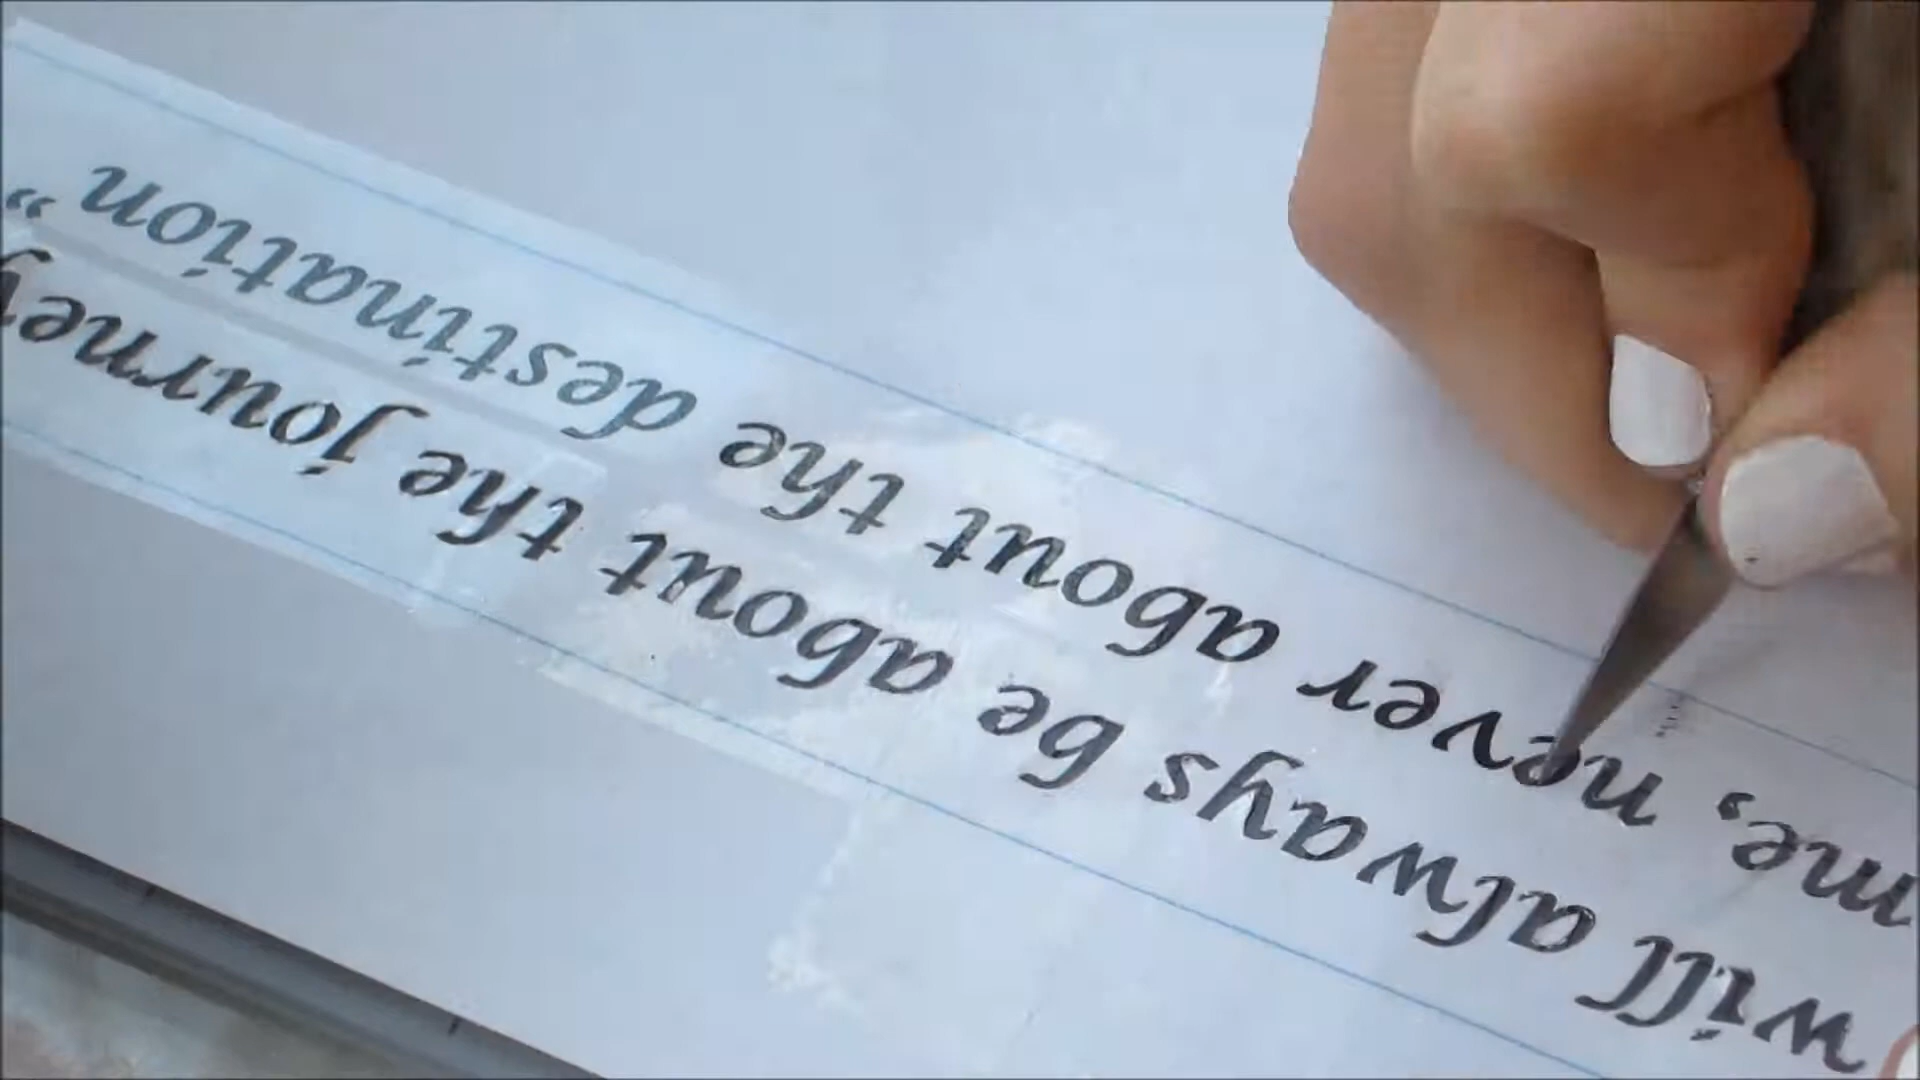 will always be about the journey
me, never about the destination”